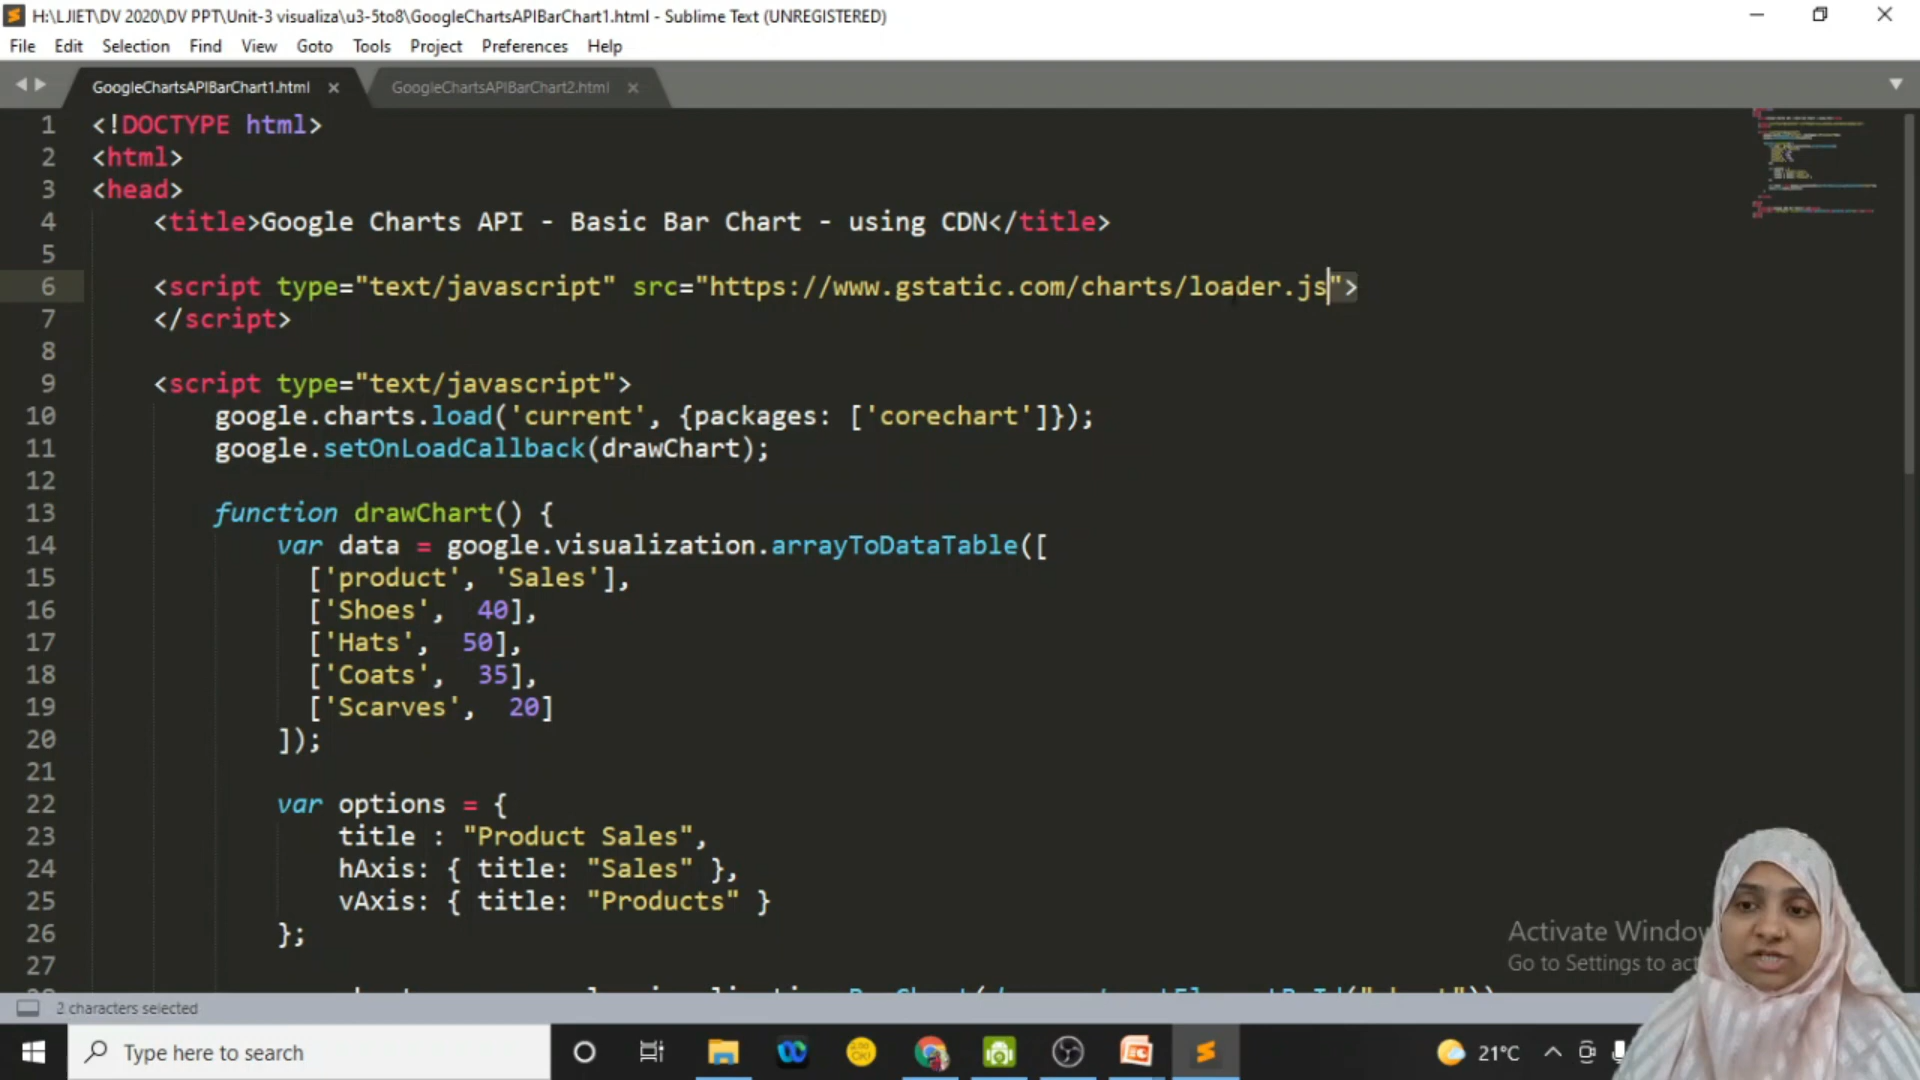 H:\LJIET\DV 2020\DV PPT\Unit-3 visualiza\u3-5to8\GoogleChartsAPIBarChart1.html - Sublime Text (UNREGISTERED)
File Edit Selection Find View Goto Tools Project Preferences Help
GoogleChartsAPIBarChart1.html × GoogleChartsAPIBarChart2.html ×
1 <!DOCTYPE html>
2 <html>
3 <head>
4 <title>Google Charts API - Basic Bar Chart - using CDN</title>
5
6 <script type="text/javascript" src="https://www.gstatic.com/charts/loader.js">
7 </script>
8
9 <script type="text/javascript">
10 google.charts.load('current', {packages: ['corechart']});
11 google.setOnLoadCallback(drawChart);
12
13 function drawChart() {
14 var data = google.visualization.arrayToDataTable([
15 ['product', 'Sales'],
16 ['Shoes', 40],
17 ['Hats', 50],
18 ['Coats', 35],
19 ['Scarves', 20]
20 ]);
21
22 var options = {
23 title : "Product Sales",
24 hAxis: { title: "Sales" },
25 vAxis: { title: "Products" }
26 };
27
Activate Windo
Go to Settings to act
2 characters selected
Type here to search
21°C